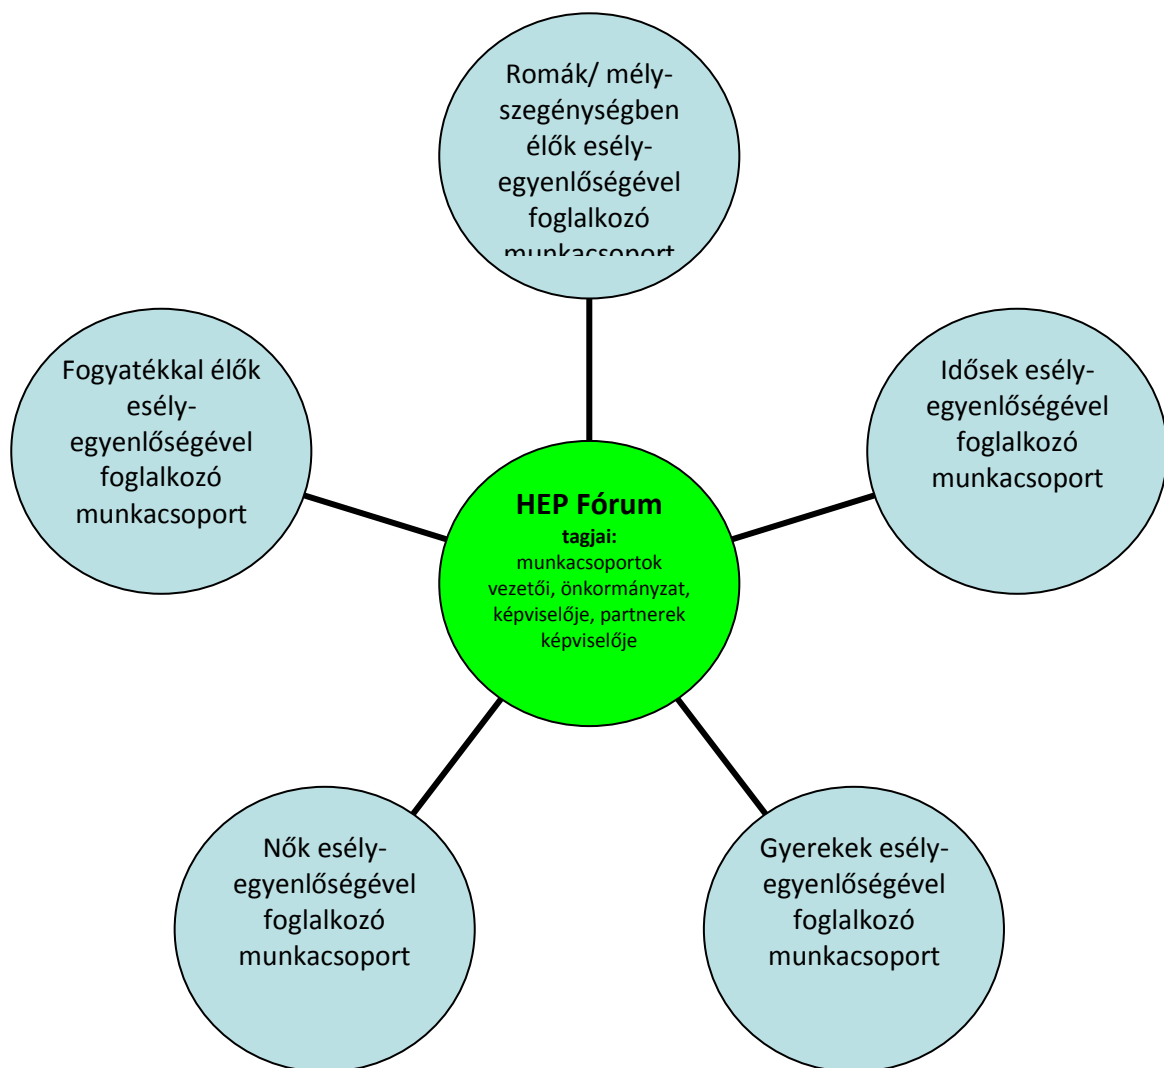 Romák/ mély-
szegénységben
élők esély-
egyenlőségével
foglalkozó
munkacsoport
Fogyatékkal élők
esély-
egyenlőségével
foglalkozó
munkacsoport
Idősek esély-
egyenlőségével
foglalkozó
munkacsoport
HEP Fórum
tagjai:
munkacsoportok
vezetői, önkormányzat,
képviselője, partnerek
képviselője
Nők esély-
egyenlőségével
foglalkozó
munkacsoport
Gyerekek esély-
egyenlőségével
foglalkozó
munkacsoport